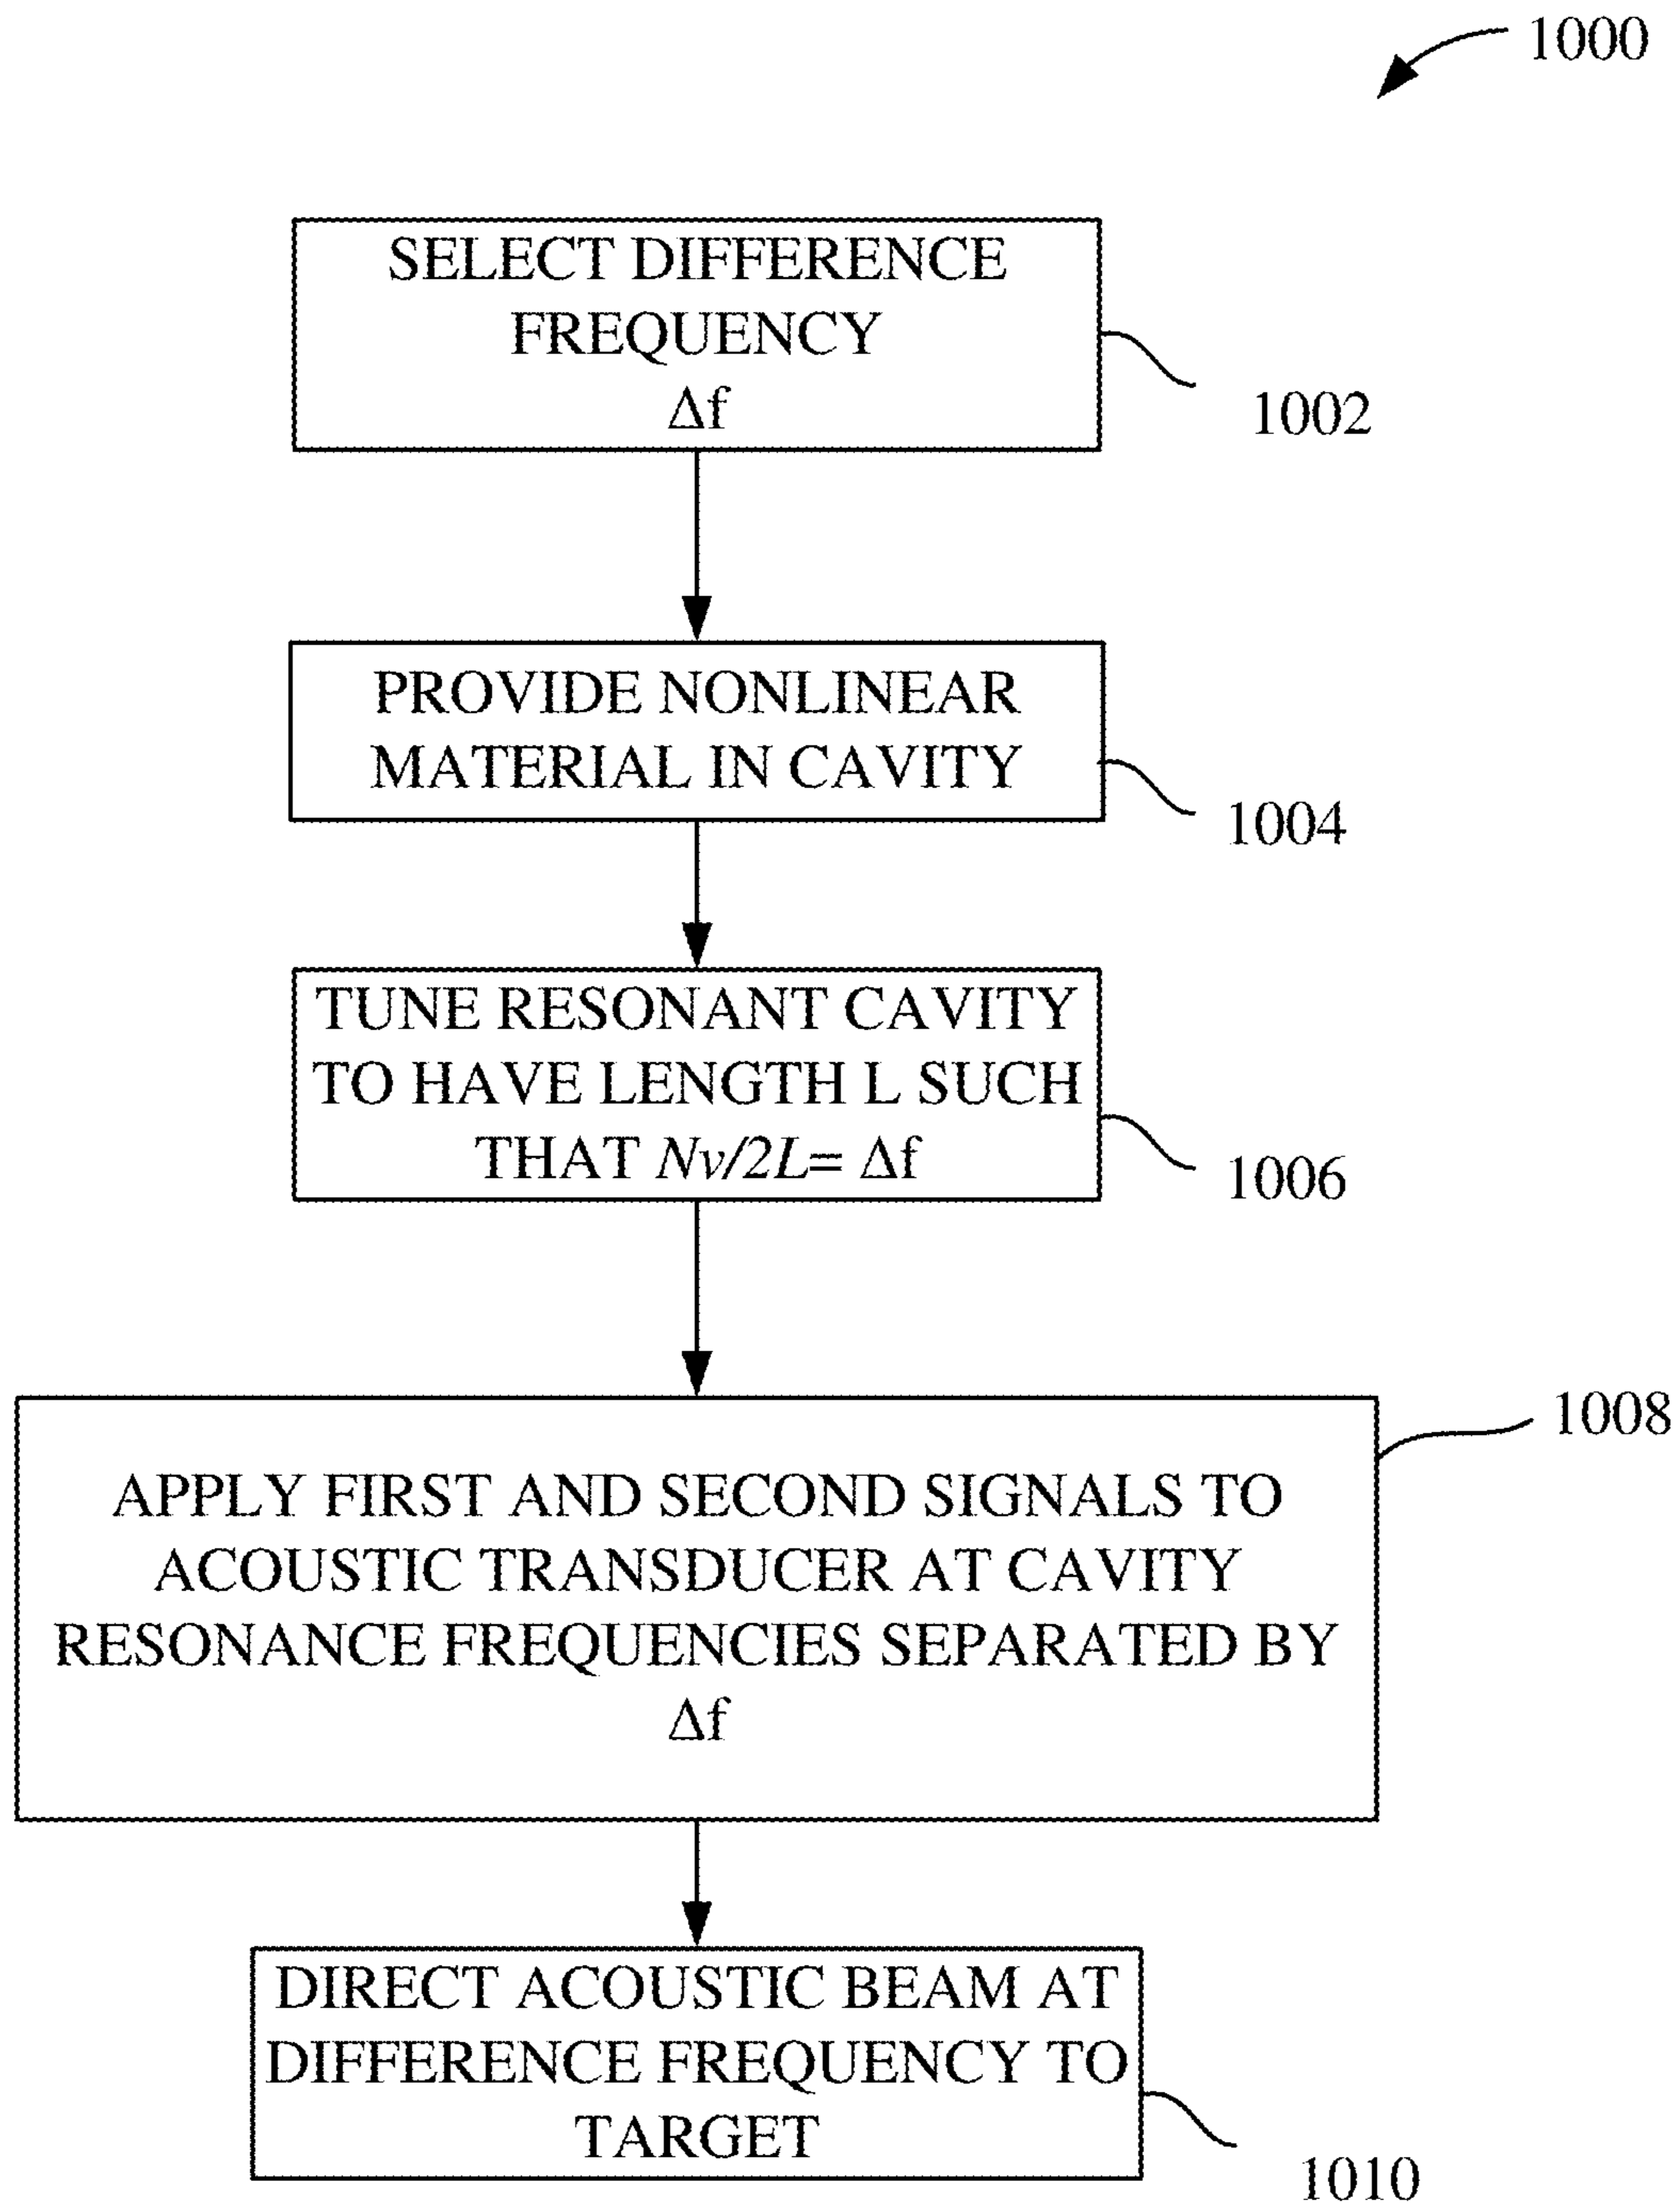 1000
SELECT DIFFERENCE
FREQUENCY
Δf
1002
PROVIDE NONLINEAR
MATERIAL IN CAVITY
1004
TUNE RESONANT CAVITY
TO HAVE LENGTH L SUCH
THAT Nv/2L= Δf
1006
1008
APPLY FIRST AND SECOND SIGNALS TO
ACOUSTIC TRANSDUCER AT CAVITY
RESONANCE FREQUENCIES SEPARATED BY
Δf
DIRECT ACOUSTIC BEAM AT
DIFFERENCE FREQUENCY TO
TARGET
1010